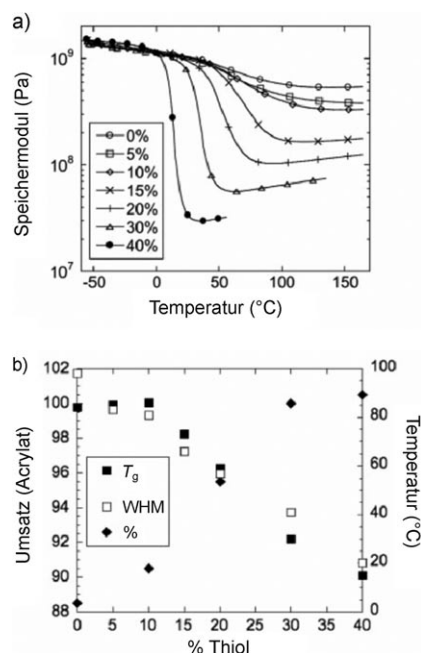 a)
10⁹
10⁸
10⁷
Speichermodul (Pa)
0%
5%
10%
15%
20%
30%
40%
-50 0 50 100 150
Temperatur (°C)
b)
102
100
98
96
94
92
90
88
Umsatz (Acrylat)
Tg
WHM
%
100
80
60
40
20
0
Temperatur (°C)
0 5 10 15 20 25 30 35 40
% Thiol